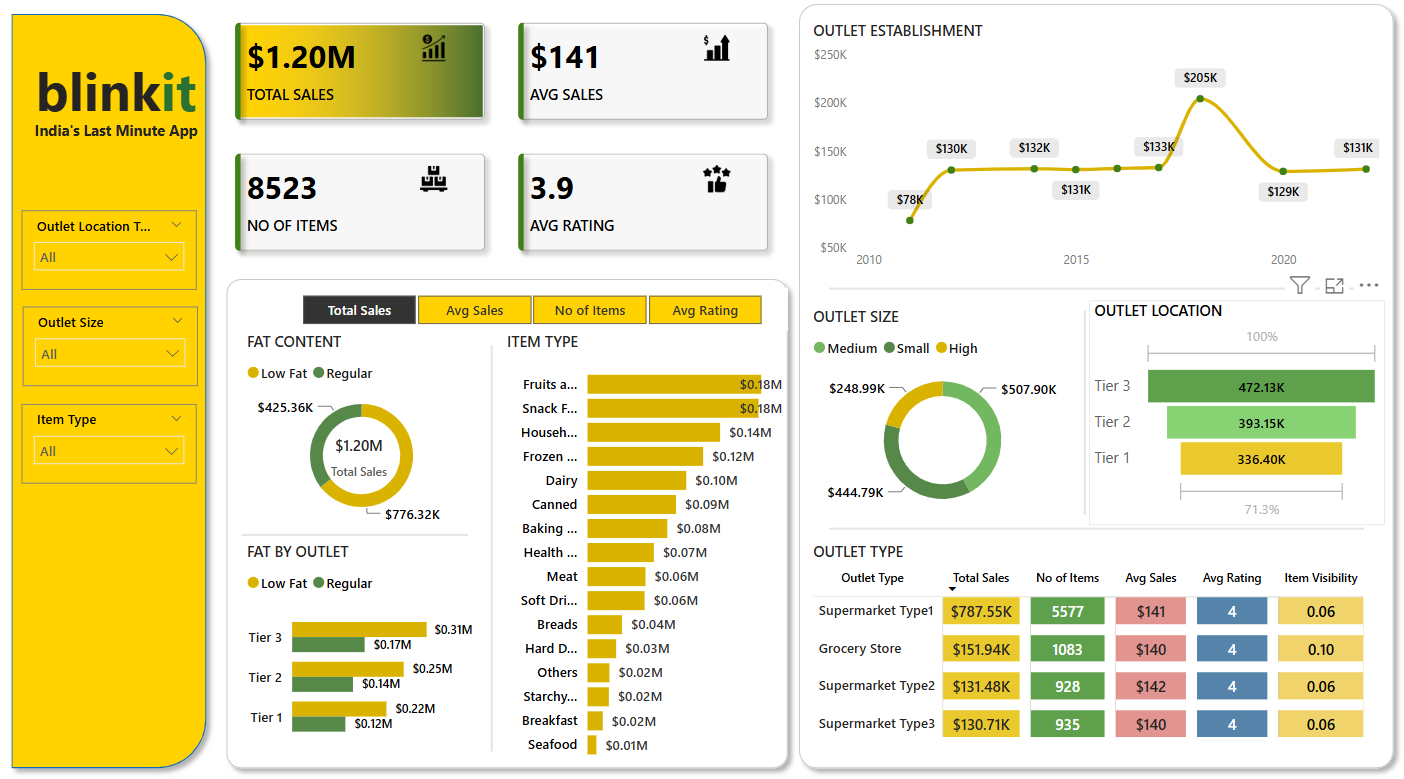 blinkit
India's Last Minute App
Outlet Location T...
All
Outlet Size
All
Item Type
All
$1.20M
TOTAL SALES
$141
AVG SALES
8523
NO OF ITEMS
3.9
AVG RATING
Total Sales Avg Sales No of Items Avg Rating
FAT CONTENT
Low Fat Regular
$425.36K
$1.20M
Total Sales
$776.32K
FAT BY OUTLET
Low Fat Regular
Tier 3 $0.31M
$0.17M
Tier 2 $0.25M
$0.14M
Tier 1 $0.22M
$0.12M
ITEM TYPE
Fruits a... $0.18M
Snack F... $0.18M
Househ... $0.14M
Frozen ... $0.12M
Dairy $0.10M
Canned $0.09M
Baking ... $0.08M
Health ... $0.07M
Meat $0.06M
Soft Dri... $0.06M
Breads $0.04M
Hard D... $0.03M
Others $0.02M
Starchy... $0.02M
Breakfast $0.02M
Seafood $0.01M
OUTLET ESTABLISHMENT
$250K
$200K
$150K
$100K
$50K
$78K
$130K
$132K
$131K
$133K
$205K
$129K
$131K
2010 2015 2020
OUTLET SIZE
Medium Small High
$248.99K
$507.90K
$444.79K
OUTLET LOCATION
100%
Tier 3 472.13K
Tier 2 393.15K
Tier 1 336.40K
71.3%
OUTLET TYPE
Outlet Type Total Sales No of Items Avg Sales Avg Rating Item Visibility
Supermarket Type1 $787.55K 5577 $141 4 0.06
Grocery Store $151.94K 1083 $140 4 0.10
Supermarket Type2 $131.48K 928 $142 4 0.06
Supermarket Type3 $130.71K 935 $140 4 0.06